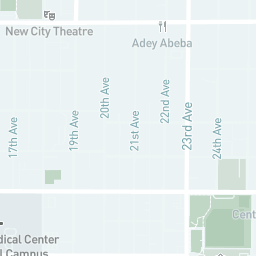 New City Theatre
Adey Abeba
17th Ave
19th Ave
20th Ave
21st Ave
22nd Ave
23rd Ave
24th Ave
Cent
dical Center
l Campus